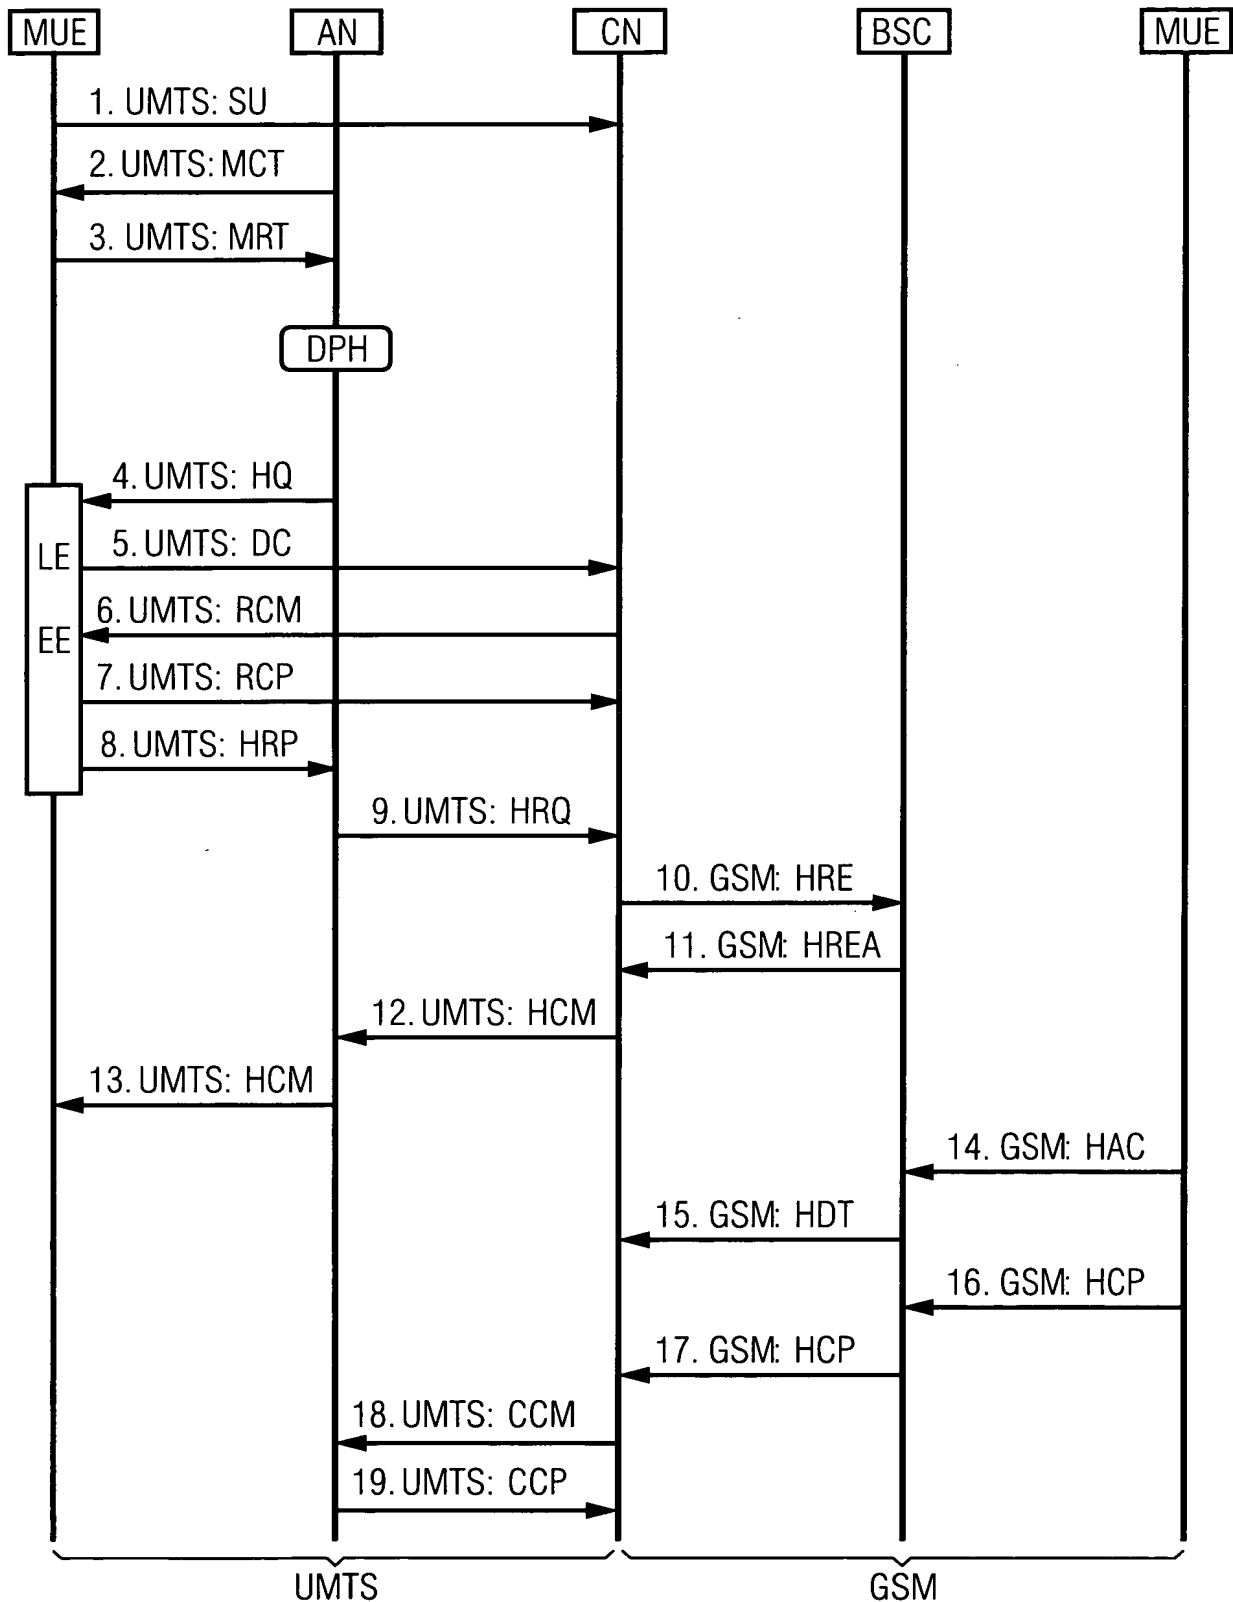 MUE AN CN BSC MUE
1. UMTS: SU
2. UMTS: MCT
3. UMTS: MRT
DPH
4. UMTS: HQ
LE
5. UMTS: DC
6. UMTS: RCM
EE
7. UMTS: RCP
8. UMTS: HRP
9. UMTS: HRQ
10. GSM: HRE
11. GSM: HREA
12. UMTS: HCM
13. UMTS: HCM
14. GSM: HAC
15. GSM: HDT
16. GSM: HCP
17. GSM: HCP
18. UMTS: CCM
19. UMTS: CCP
UMTS GSM